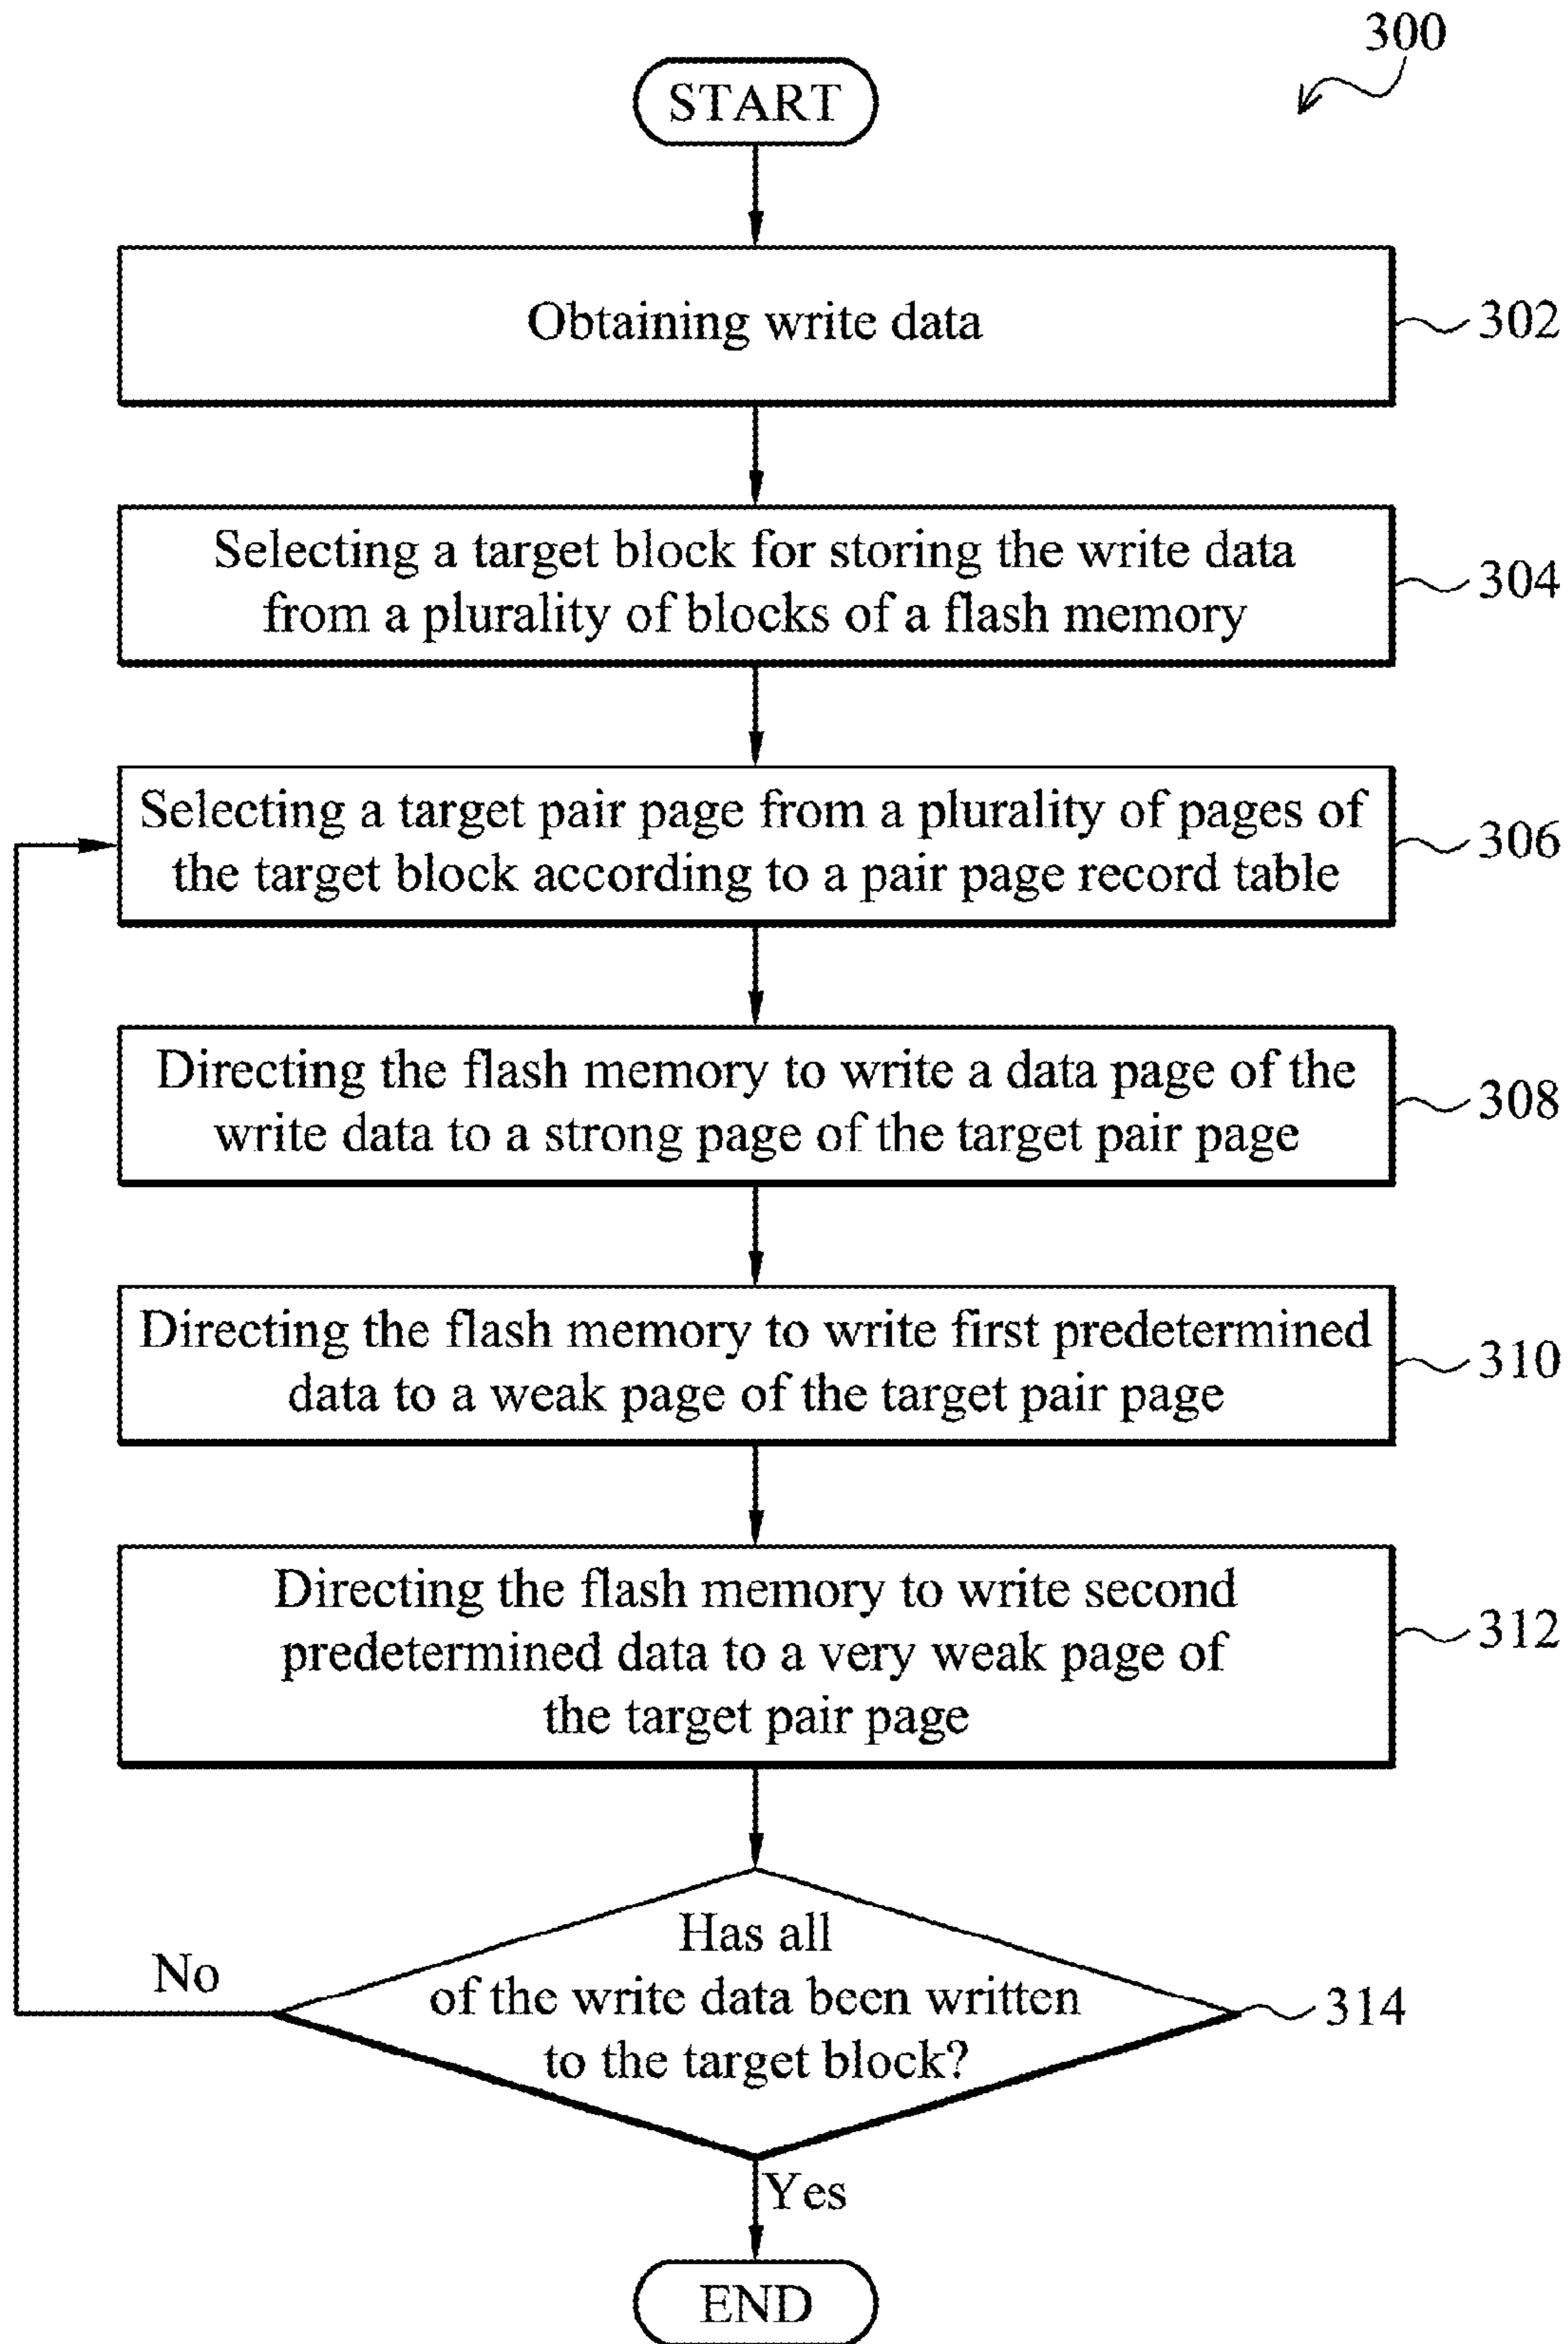 300
START
Obtaining write data
302
Selecting a target block for storing the write data
from a plurality of blocks of a flash memory
304
Selecting a target pair page from a plurality of pages of
the target block according to a pair page record table
306
Directing the flash memory to write a data page of the
write data to a strong page of the target pair page
308
Directing the flash memory to write first predetermined
data to a weak page of the target pair page
310
Directing the flash memory to write second
predetermined data to a very weak page of
the target pair page
312
Has all
of the write data been written
to the target block?
314
No
Yes
END